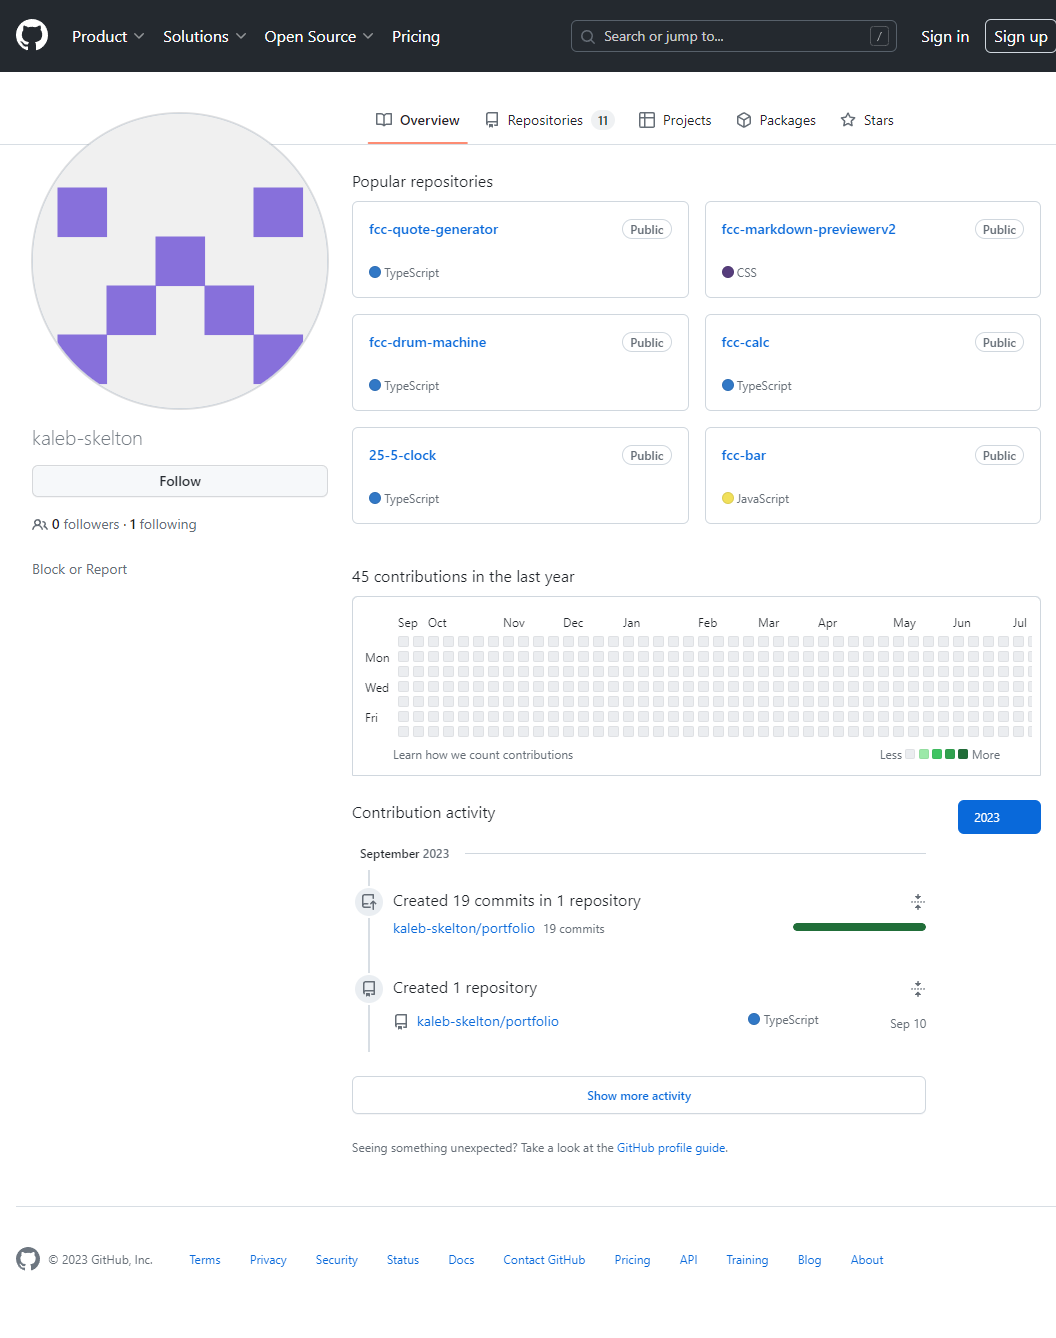 Product Solutions Open Source Pricing Search or jump to... / Sign in Sign up
Overview Repositories 11 Projects Packages Stars
Popular repositories
fcc-quote-generator Public
TypeScript
fcc-markdown-previewerv2 Public
CSS
fcc-drum-machine Public
TypeScript
fcc-calc Public
TypeScript
25-5-clock Public
TypeScript
fcc-bar Public
JavaScript
kaleb-skelton
Follow
0 followers · 1 following
Block or Report
45 contributions in the last year
Sep Oct Nov Dec Jan Feb Mar Apr May Jun Jul
Mon
Wed
Fri
Learn how we count contributions Less More
Contribution activity
2023
September 2023
Created 19 commits in 1 repository
kaleb-skelton/portfolio 19 commits
Created 1 repository
kaleb-skelton/portfolio TypeScript Sep 10
Show more activity
Seeing something unexpected? Take a look at the GitHub profile guide.
© 2023 GitHub, Inc. Terms Privacy Security Status Docs Contact GitHub Pricing API Training Blog About